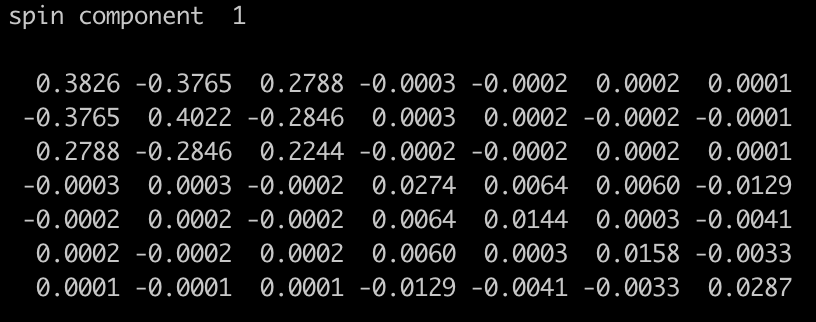 spin component 1
0.3826 -0.3765 0.2788 -0.0003 -0.0002 0.0002 0.0001
-0.3765 0.4022 -0.2846 0.0003 0.0002 -0.0002 -0.0001
0.2788 -0.2846 0.2244 -0.0002 -0.0002 0.0002 0.0001
-0.0003 0.0003 -0.0002 0.0274 0.0064 0.0060 -0.0129
-0.0002 0.0002 -0.0002 0.0064 0.0144 0.0003 -0.0041
0.0002 -0.0002 0.0002 0.0060 0.0003 0.0158 -0.0033
0.0001 -0.0001 0.0001 -0.0129 -0.0041 -0.0033 0.0287